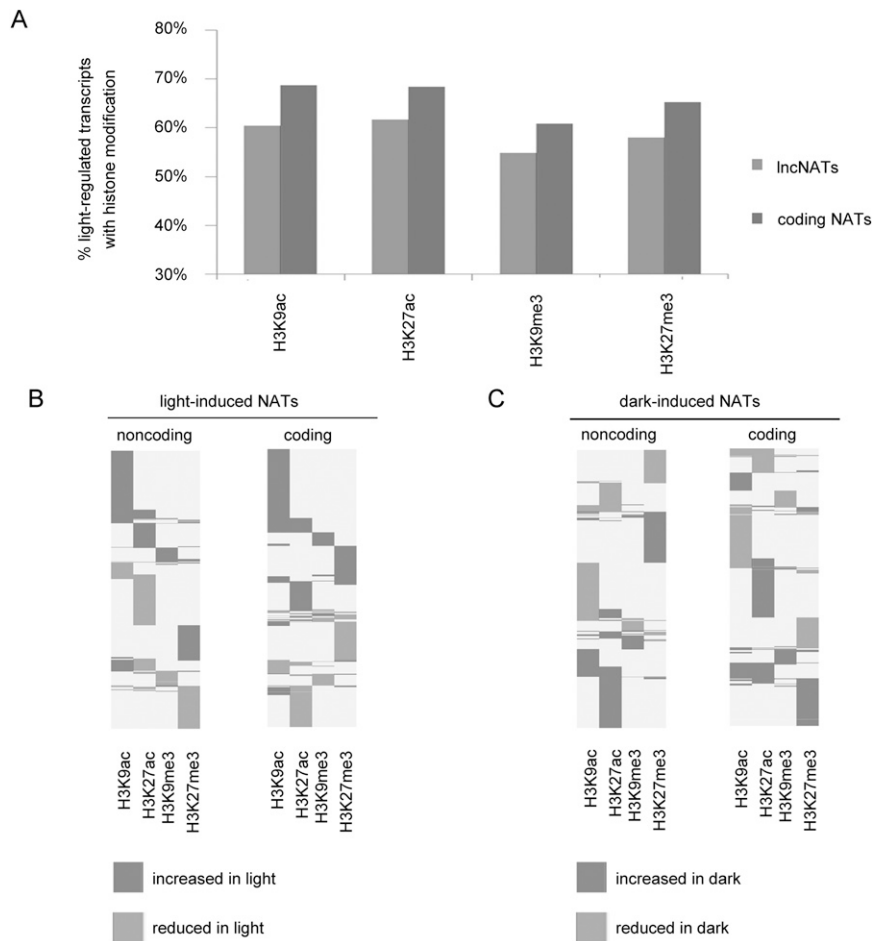 A
% light-regulated transcripts
with histone modification
80%
70%
60%
50%
40%
30%
H3K9ac
H3K27ac
H3K9me3
H3K27me3
lncNATs
coding NATs
B
light-induced NATs
noncoding
coding
H3K9ac
H3K27ac
H3K9me3
H3K27me3
H3K9ac
H3K27ac
H3K9me3
H3K27me3
increased in light
reduced in light
C
dark-induced NATs
noncoding
coding
H3K9ac
H3K27ac
H3K9me3
H3K27me3
H3K9ac
H3K27ac
H3K9me3
H3K27me3
increased in dark
reduced in dark